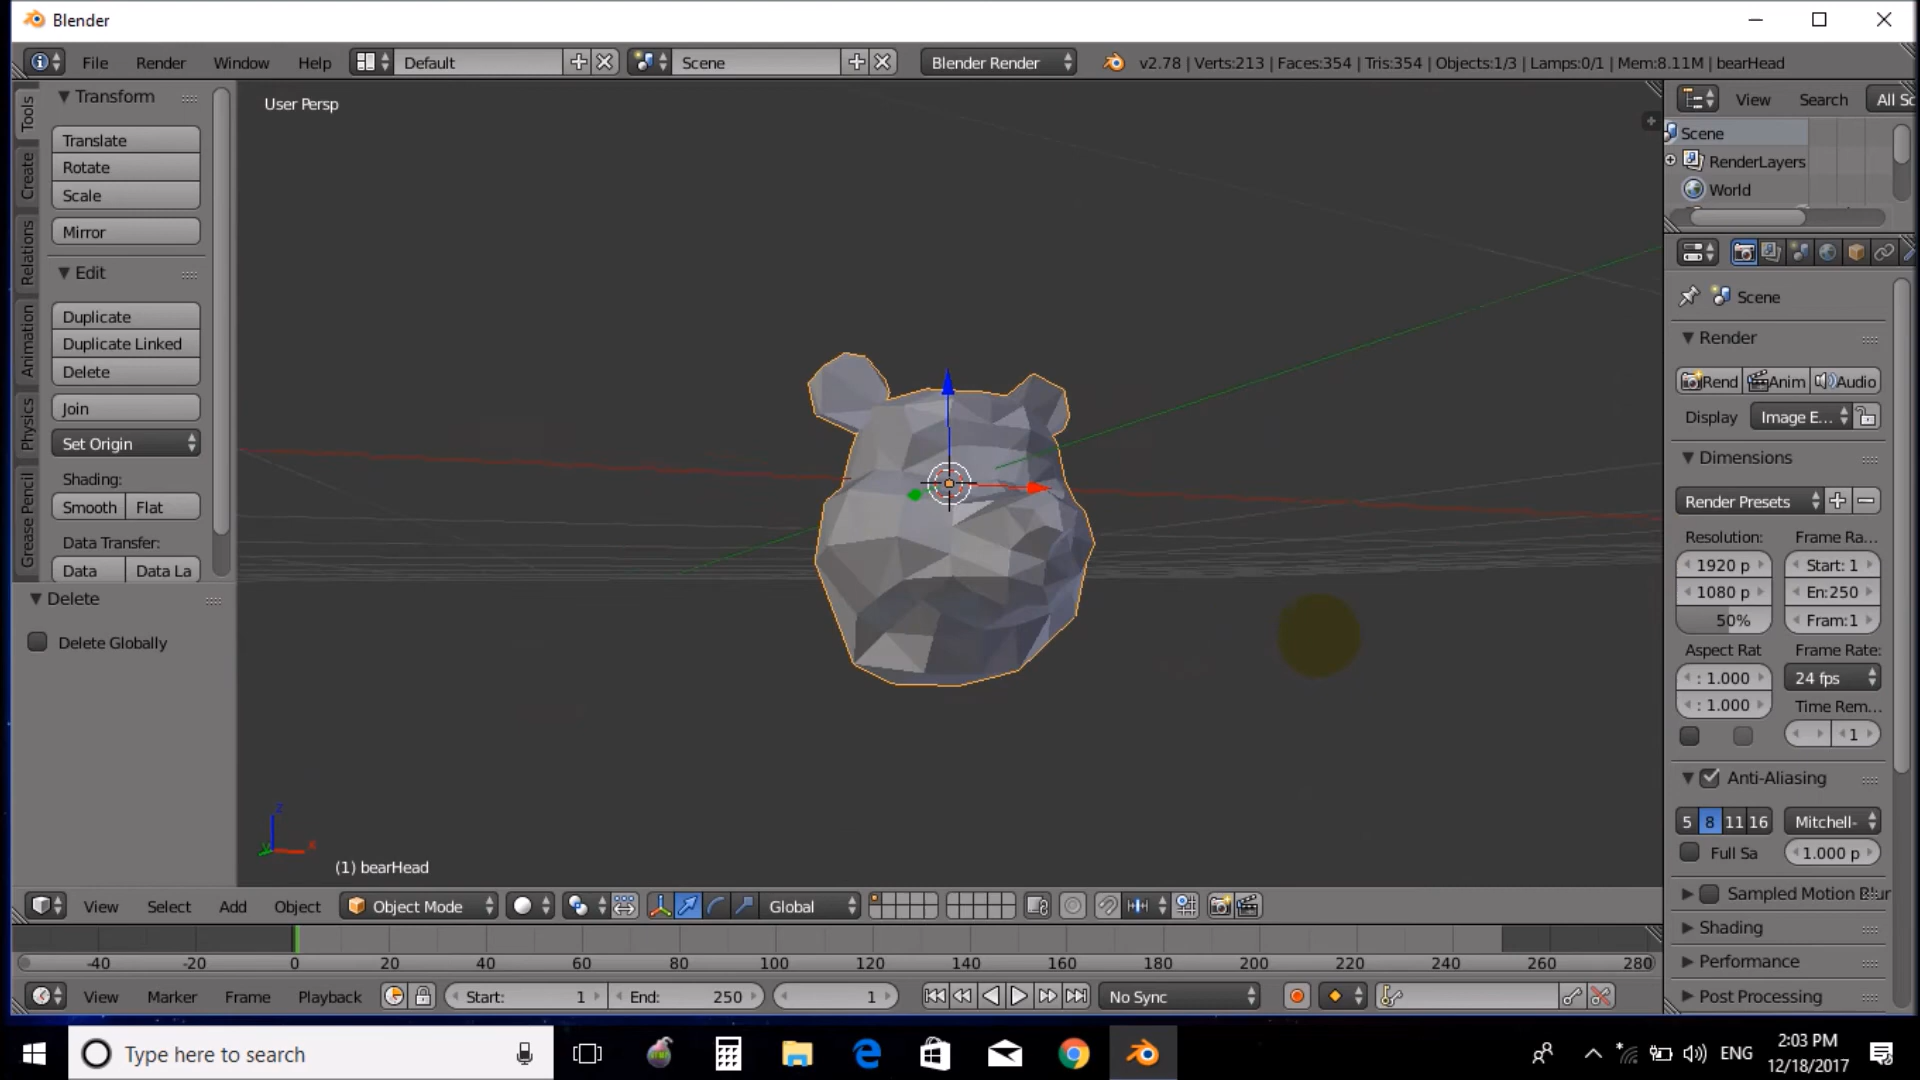 Blender
File Render Window Help Default Scene Blender Render v2.78 | Verts:213 | Faces:354 | Tris:354 | Objects:1/3 | Lamps:0/1 | Mem:8.11M | bearHead
Tools
Create
Relations
Animation
Physics
Grease Pencil
Transform
Translate
Rotate
Scale
Mirror
Edit
Duplicate
Duplicate Linked
Delete
Join
Set Origin
Shading:
Smooth Flat
Data Transfer:
Data Data La
Delete
Delete Globally
User Persp
(1) bearHead
View Search All Sc
Scene
RenderLayers
World
Scene
Render
Rend Anim Audio
Display Image E...
Dimensions
Render Presets
Resolution: Frame Ra...
1920 p Start: 1
1080 p En:250
50% Fram:1
Aspect Rat Frame Rate:
: 1.000 24 fps
: 1.000 Time Rem...
1
Anti-Aliasing
5 8 11 16 Mitchell-
Full Sa 1.000 p
Sampled Motion Blur
Shading
Performance
Post Processing
View Select Add Object Object Mode Global
-40 -20 0 20 40 60 80 100 120 140 160 180 200 220 240 260 280
View Marker Frame Playback Start: 1 End: 250 1 No Sync
Type here to search
ENG
2:03 PM
12/18/2017